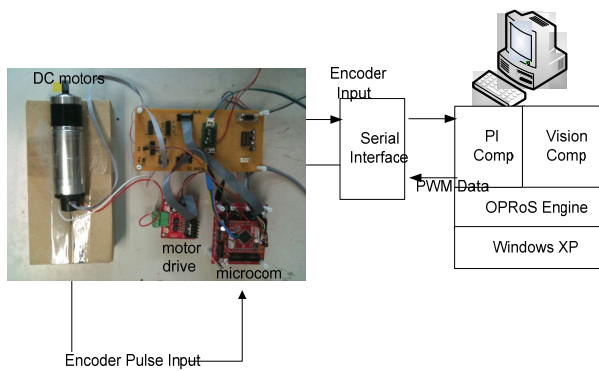 DC motors
motor
drive
microcom
Encoder Pulse Input
Encoder
Input
Serial
Interface
PWM Data
PI
Comp
Vision
Comp
OPRoS Engine
Windows XP